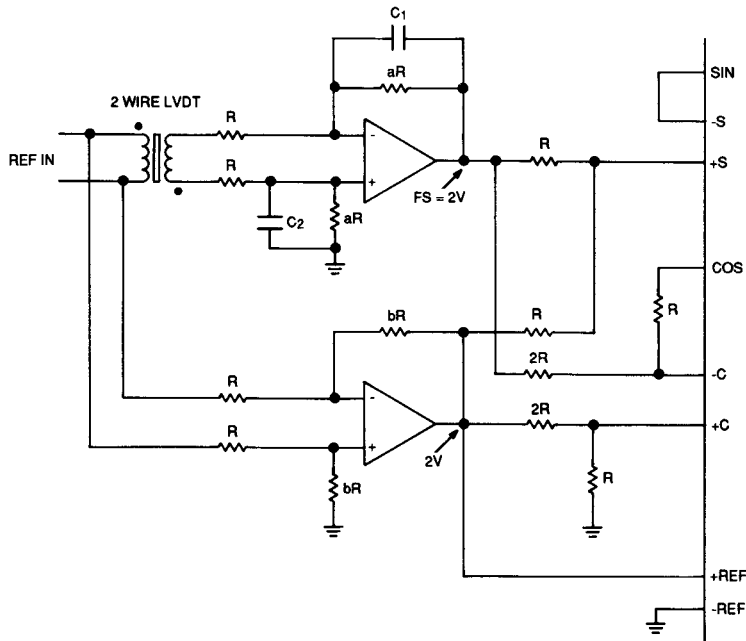 C1
aR
2 WIRE LVDT
SIN
R
-
-S
REF IN
R
R
+S
+
FS = 2V
C2
aR
COS
bR
R
R
R
2R
-C
-
R
2R
+C
+
2V
bR
R
+REF
-REF